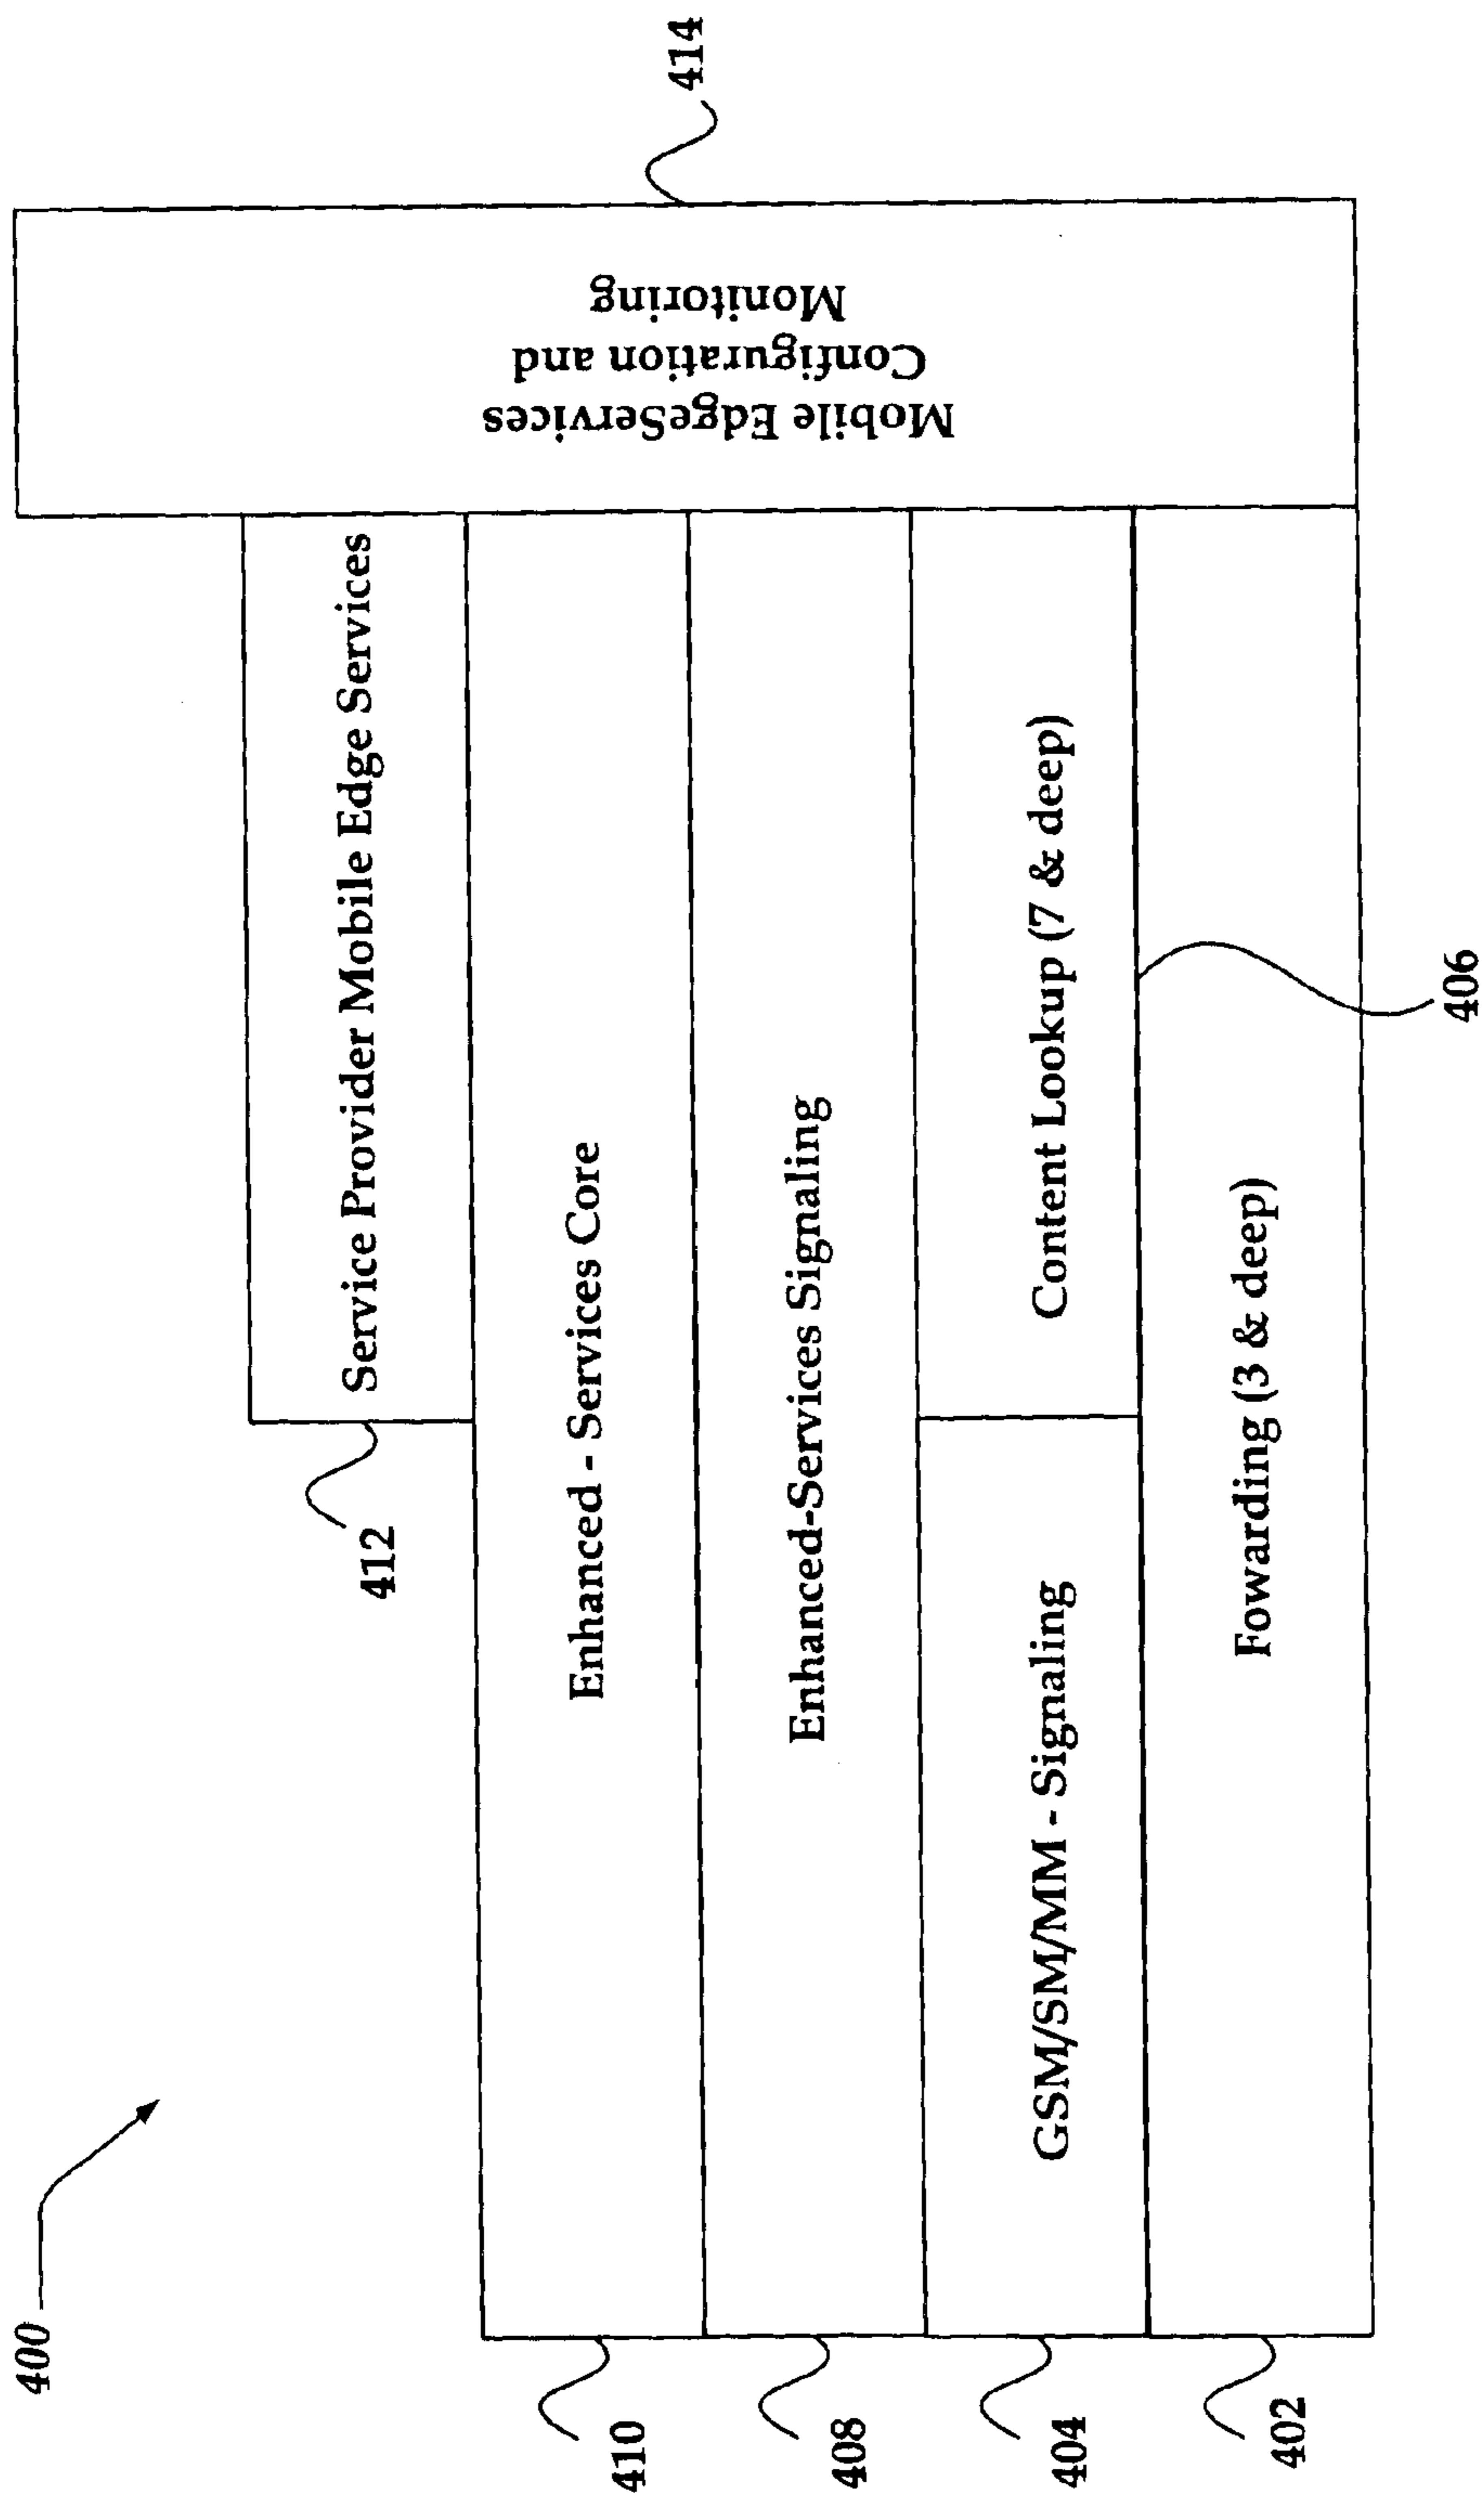 400
414
Mobile EdgeServices
Configuration and
Monitoring
Service Provider Mobile Edge Services
412
Enhanced - Services Core
410
Enhanced-Services Signaling
408
GSM/SM/MM - Signaling
404
Content Lookup (7 & deep)
406
Fowarding (3 & deep)
402